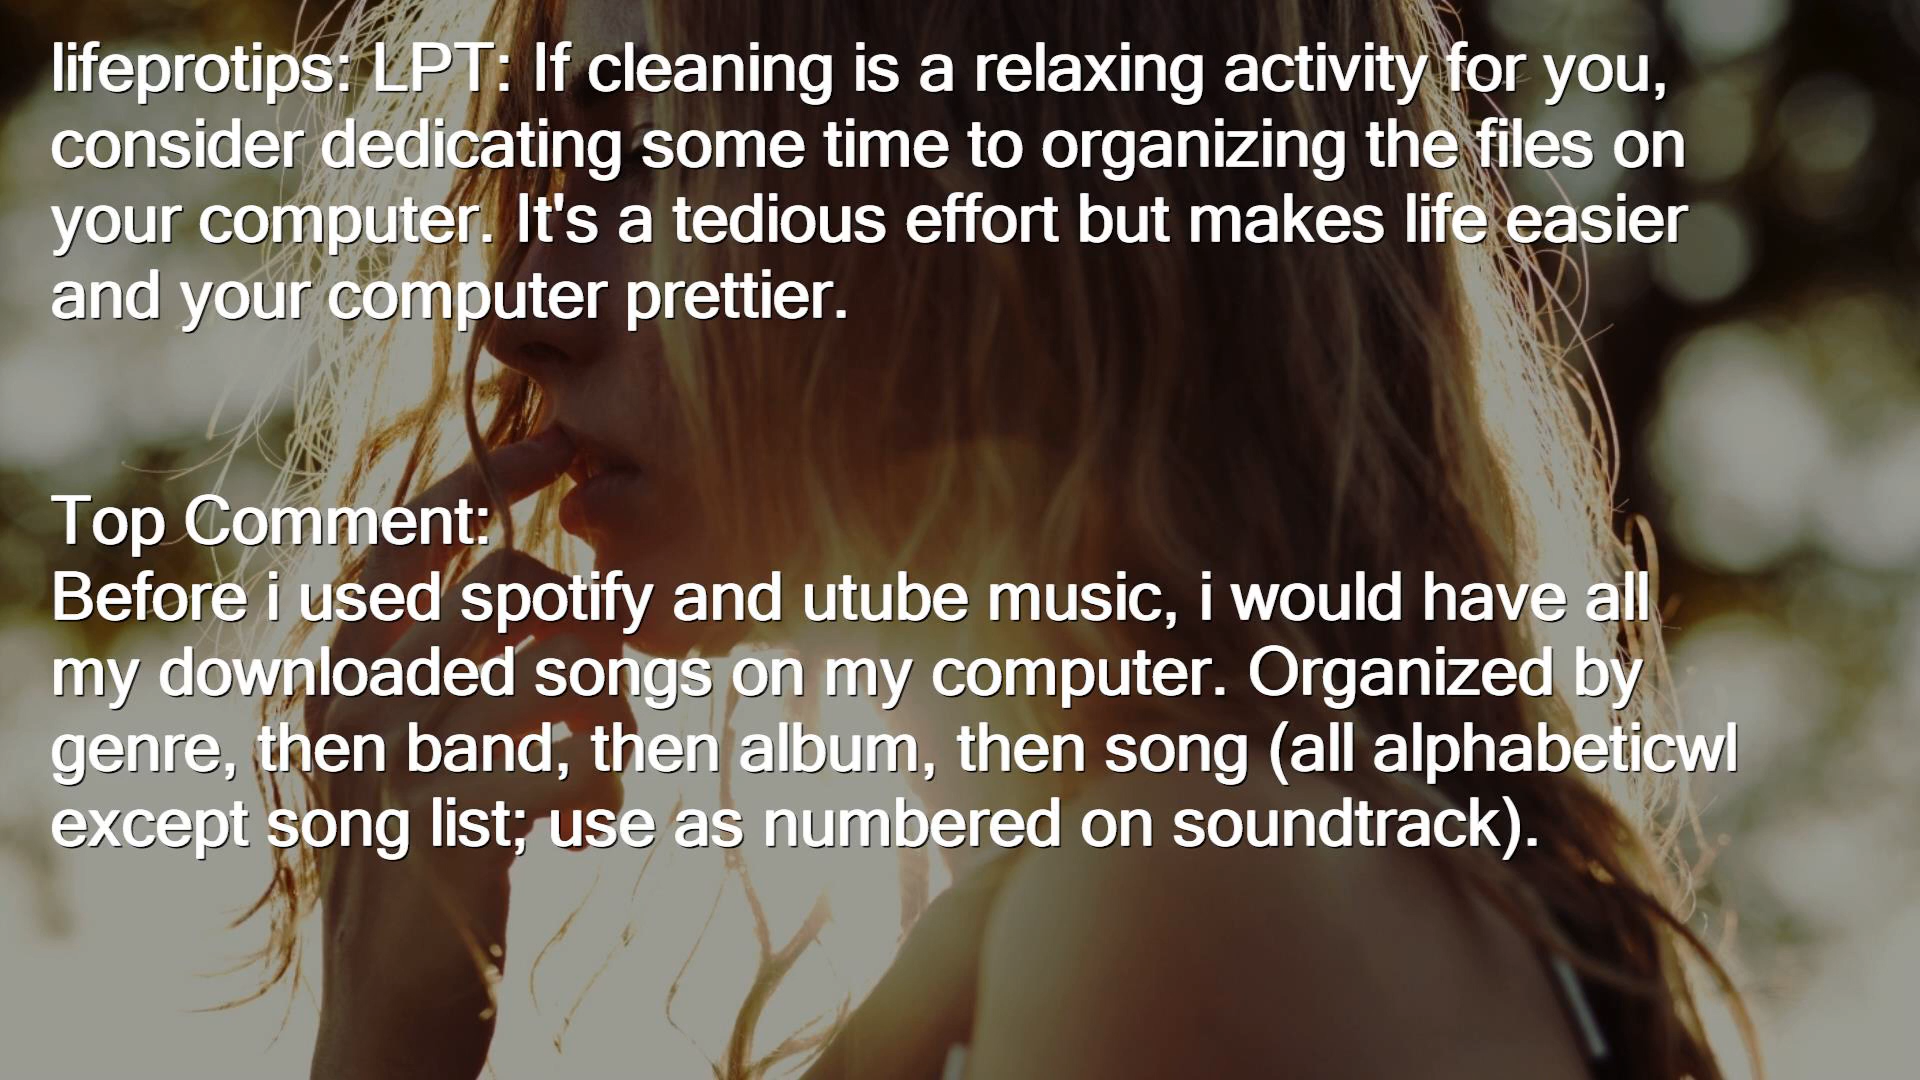 lifeprotips: LPT: If cleaning is a relaxing activity for you,
consider dedicating some time to organizing the files on
your computer. It's a tedious effort but makes life easier
and your computer prettier.
Top Comment:
Before i used spotify and utube music, i would have all
my downloaded songs on my computer. Organized by
genre, then band, then album, then song (all alphabeticwl
except song list; use as numbered on soundtrack).